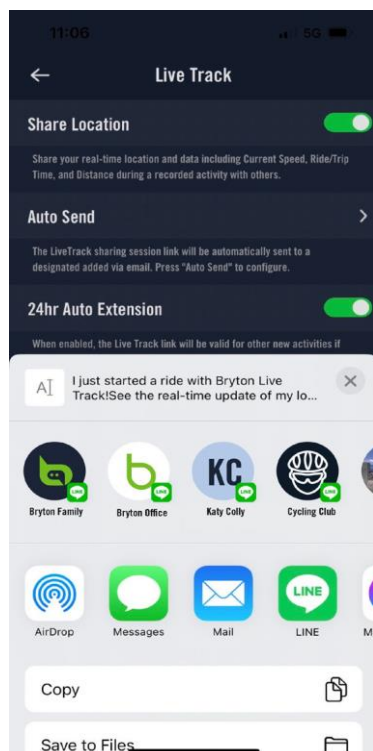 11:06
5G
Live Track
Share Location
Share your real-time location and data including Current Speed, Ride/Trip
Time, and Distance during a recorded activity with others.
Auto Send
The LiveTrack sharing session link will be automatically sent to a
designated added via email. Press "Auto Send" to configure.
24hr Auto Extension
When enabled, the Live Track link will be valid for other new activities if
A
I just started a ride with Bryton Live
Track!See the real-time update of my lo...
KC
Bryton Family
Bryton Office
Katy Colly
Cycling Club
LINE
AirDrop
Messages
Mail
LINE
M
Copy
Save to Files